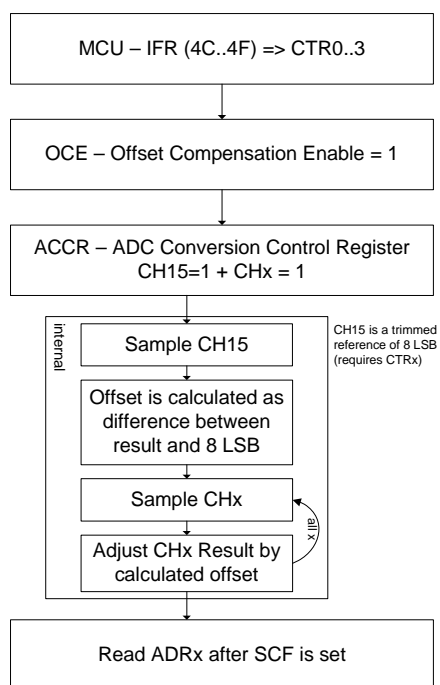 MCU – IFR (4C..4F) => CTR0..3
OCE – Offset Compensation Enable = 1
ACCR – ADC Conversion Control Register
CH15=1 + CHx = 1
internal
CH15 is a trimmed
reference of 8 LSB
(requires CTRx)
Sample CH15
Offset is calculated as
difference between
result and 8 LSB
Sample CHx
all x
Adjust CHx Result by
calculated offset
Read ADRx after SCF is set